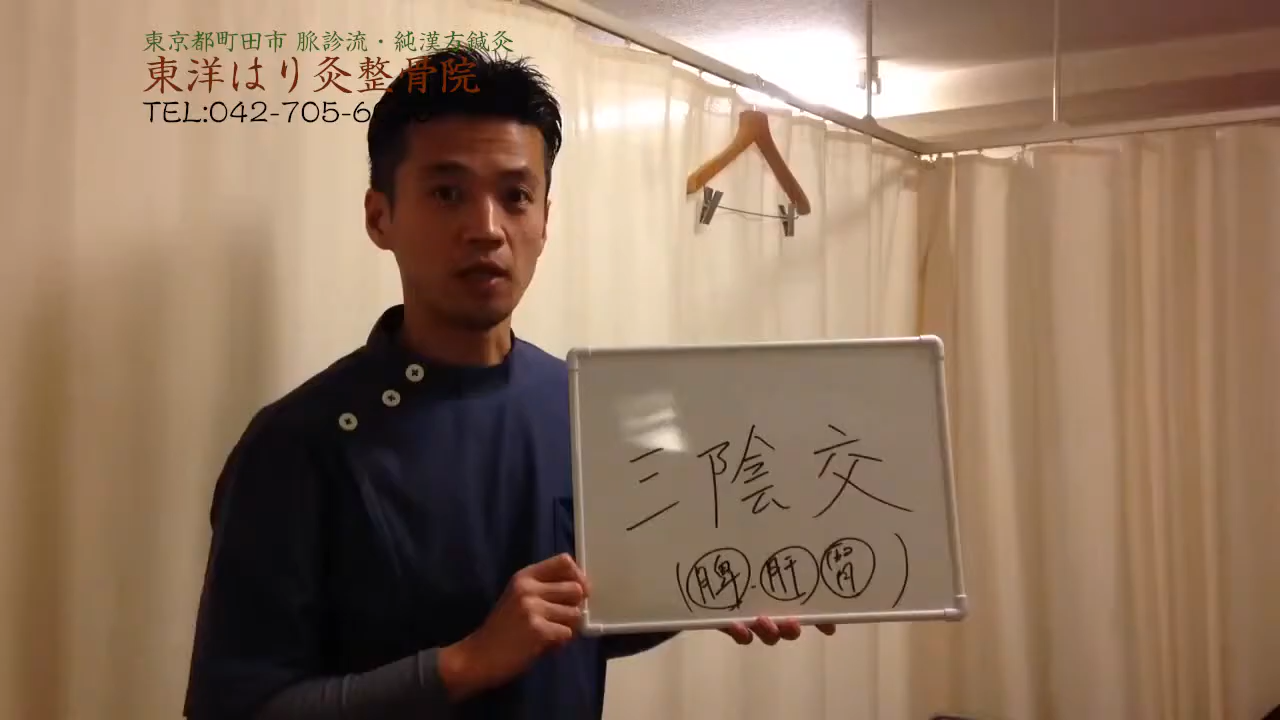 東京都町田市 脈診流・純漢方鍼灸
東洋はり灸整骨院
TEL:042-705-6
三陰交
(脾・肝 腎)